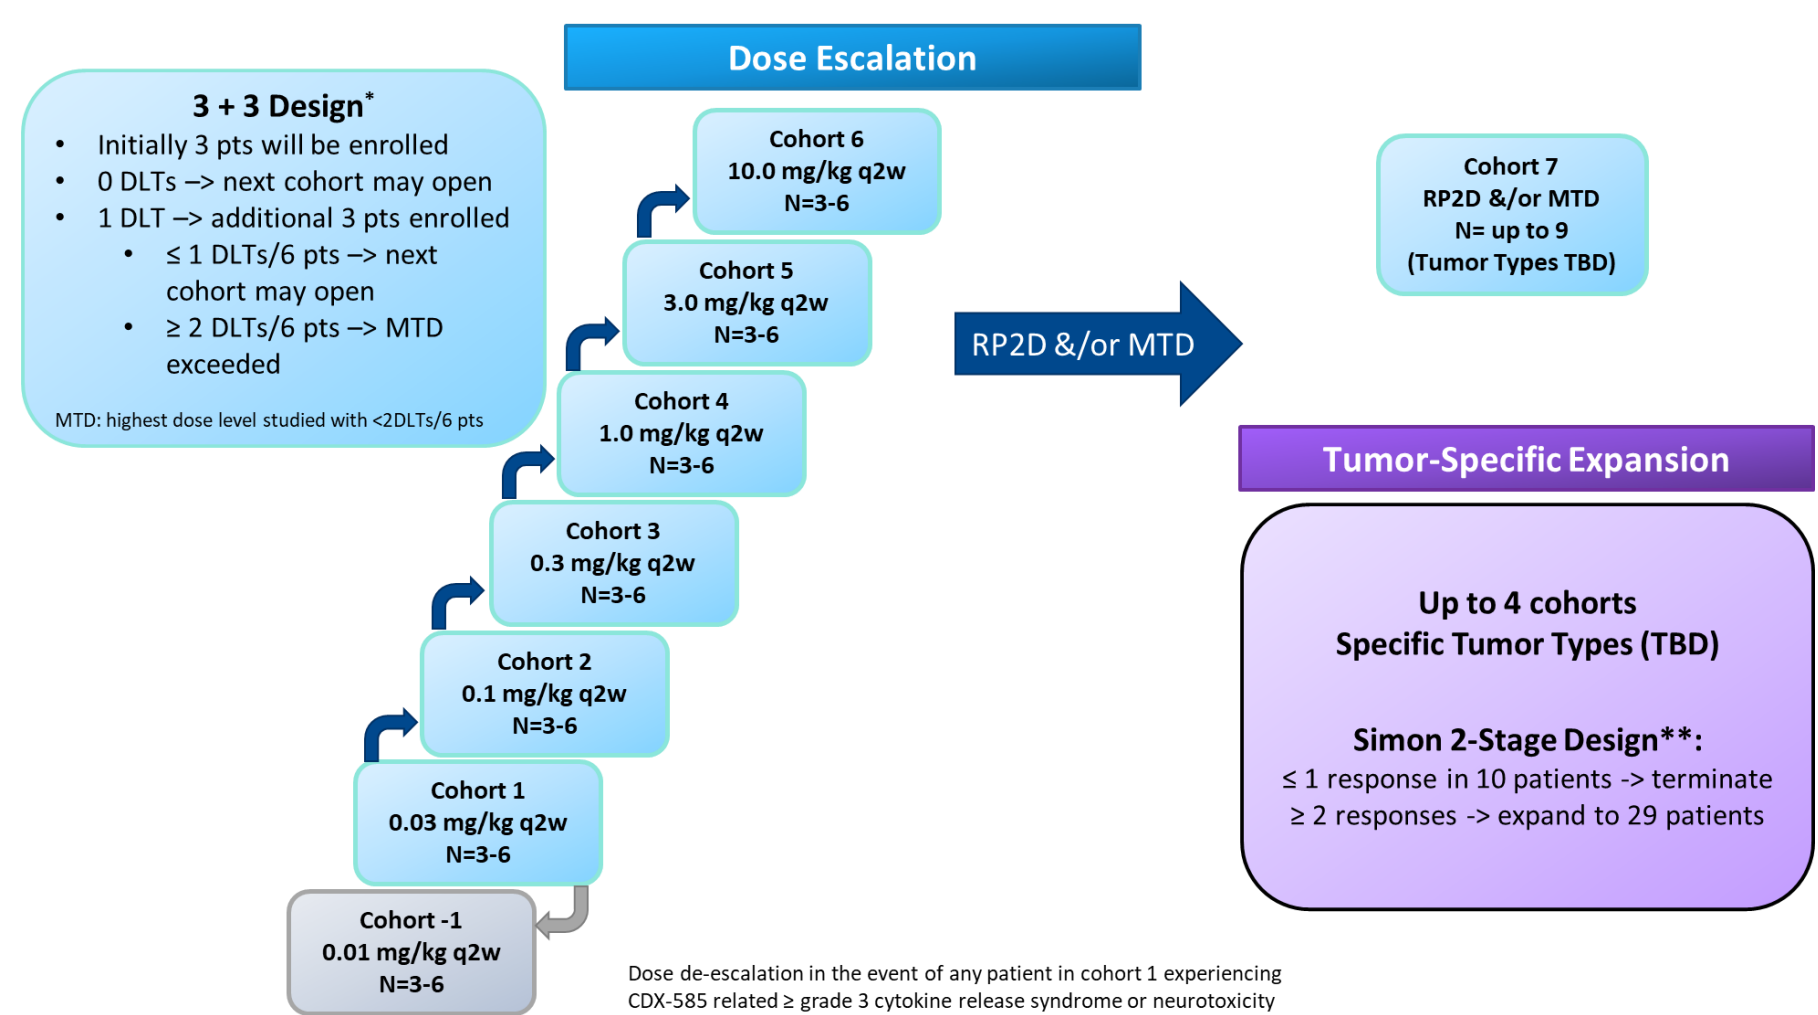 Dose Escalation
3 + 3 Design*
• Initially 3 pts will be enrolled
• 0 DLTs –> next cohort may open
• 1 DLT –> additional 3 pts enrolled
• ≤ 1 DLTs/6 pts –> next
cohort may open
• ≥ 2 DLTs/6 pts –> MTD
exceeded
MTD: highest dose level studied with <2DLTs/6 pts
Cohort 6
10.0 mg/kg q2w
N=3-6
Cohort 5
3.0 mg/kg q2w
N=3-6
Cohort 4
1.0 mg/kg q2w
N=3-6
Cohort 3
0.3 mg/kg q2w
N=3-6
Cohort 2
0.1 mg/kg q2w
N=3-6
Cohort 1
0.03 mg/kg q2w
N=3-6
Cohort -1
0.01 mg/kg q2w
N=3-6
Dose de-escalation in the event of any patient in cohort 1 experiencing
CDX-585 related ≥ grade 3 cytokine release syndrome or neurotoxicity
RP2D &/or MTD
Cohort 7
RP2D &/or MTD
N= up to 9
(Tumor Types TBD)
Tumor-Specific Expansion
Up to 4 cohorts
Specific Tumor Types (TBD)
Simon 2-Stage Design**:
≤ 1 response in 10 patients -> terminate
≥ 2 responses -> expand to 29 patients